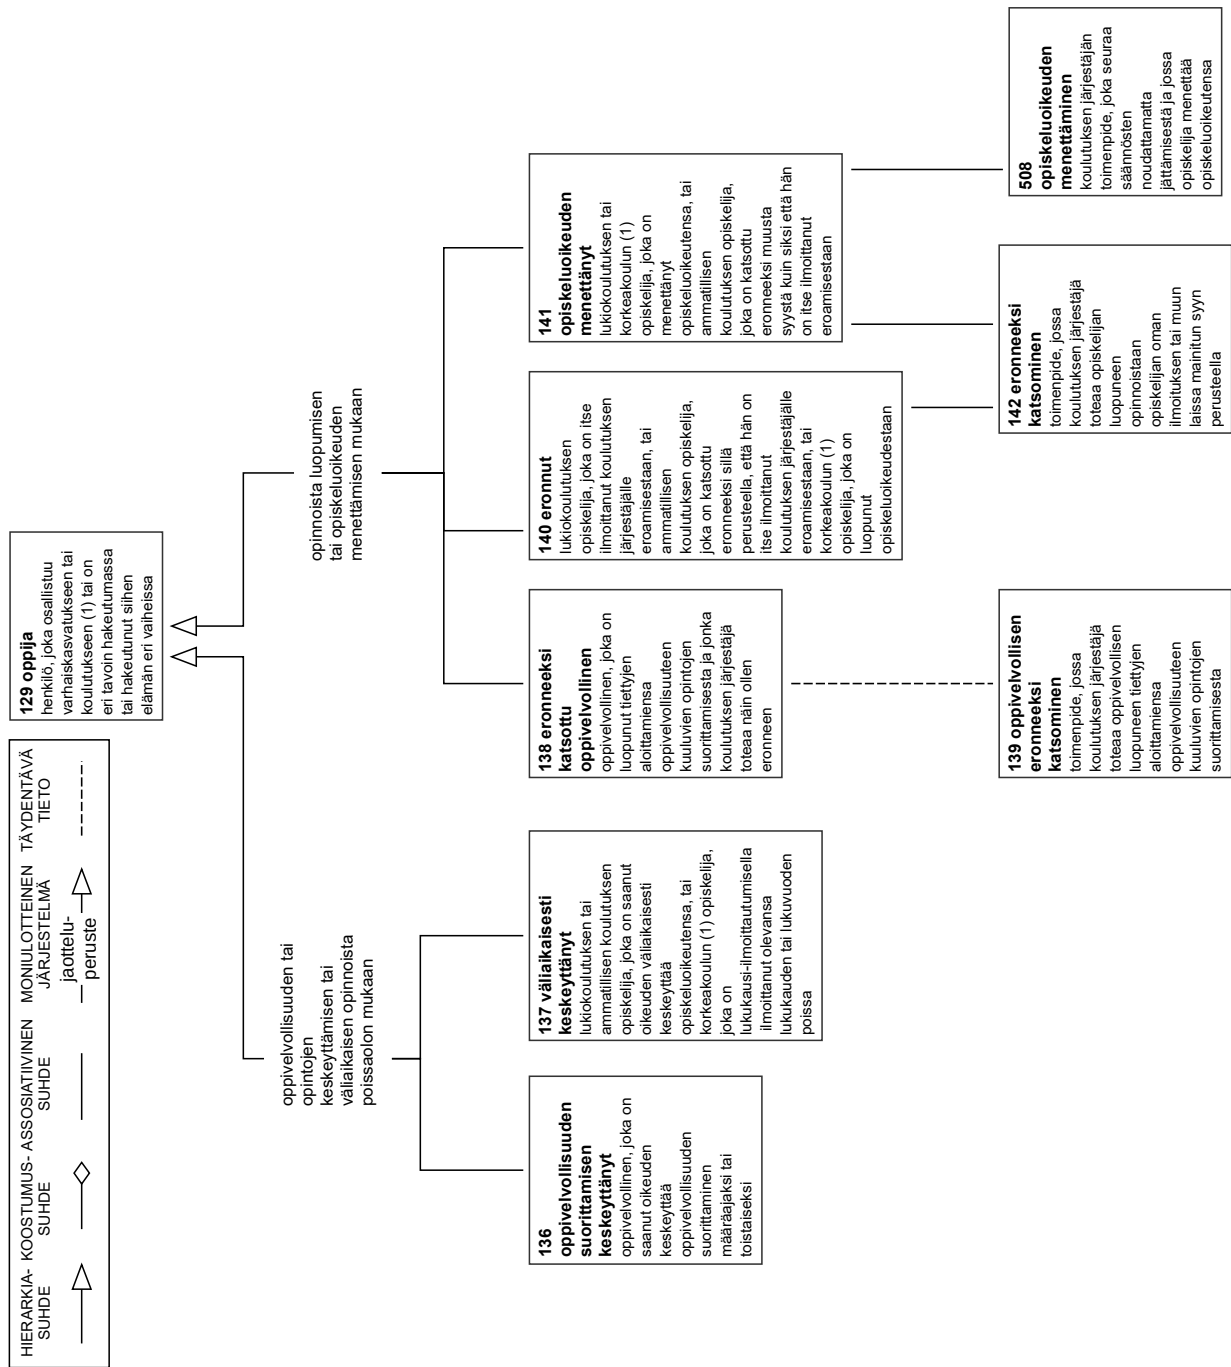 HIERARKIA-
SUHDE
KOOSTUMUS-
SUHDE
ASSOSIATIIVINEN
SUHDE
MONIULOTTEINEN
JÄRJESTELMÄ
jaottelu-
peruste
TÄYDENTÄVÄ
TIETO
129 oppija
henkilö, joka osallistuu
varhaiskasvatukseen tai
koulutukseen (1) tai on
eri tavoin hakeutumassa
tai hakeutunut siihen
elämän eri vaiheissa
oppivelvollisuuden tai
opintojen
keskeyttämisen tai
väliaikaisen opinnoista
poissaolon mukaan
opinnoista luopumisen
tai opiskeluoikeuden
menettämisen mukaan
136
oppivelvollisuuden
suorittamisen
keskeyttänyt
oppivelvollinen, joka on
saanut oikeuden
keskeyttää
oppivelvollisuuden
suorittaminen
määräajaksi tai
toistaiseksi
137 väliaikaisesti
keskeyttänyt
lukiokoulutuksen tai
ammatillisen koulutuksen
opiskelija, joka on saanut
oikeuden väliaikaisesti
keskeyttää
opiskeluoikeutensa, tai
korkeakoulun (1) opiskelija,
joka on
lukukausi-ilmoittautumisella
ilmoittanut olevansa
lukukauden tai lukuvuoden
poissa
138 eronneeksi
katsottu
oppivelvollinen
oppivelvollinen, joka on
luopunut tiettyjen
aloittamiensa
oppivelvollisuuteen
kuuluvien opintojen
suorittamisesta ja jonka
koulutuksen järjestäjä
toteaa näin ollen
eronneen
140 eronnut
lukiokoulutuksen
opiskelija, joka on itse
ilmoittanut koulutuksen
järjestäjälle
eroamisestaan, tai
ammatillisen
koulutuksen opiskelija,
joka on katsottu
eronneeksi sillä
perusteella, että hän on
itse ilmoittanut
koulutuksen järjestäjälle
eroamisestaan, tai
korkeakoulun (1)
opiskelija, joka on
luopunut
opiskeluoikeudestaan
141
opiskeluoikeuden
menettänyt
lukiokoulutuksen tai
korkeakoulun (1)
opiskelija, joka on
menettänyt
opiskeluoikeutensa, tai
ammatillisen
koulutuksen opiskelija,
joka on katsottu
eronneeksi muusta
syystä kuin siksi että hän
on itse ilmoittanut
eroamisestaan
139 oppivelvollisen
eronneeksi
katsominen
toimenpide, jossa
koulutuksen järjestäjä
toteaa oppivelvollisen
luopuneen tiettyjen
aloittamiensa
oppivelvollisuuteen
kuuluvien opintojen
suorittamisesta
142 eronneeksi
katsominen
toimenpide, jossa
koulutuksen järjestäjä
toteaa opiskelijan
luopuneen
opinnoistaan
opiskelijan oman
ilmoituksen tai muun
laissa mainitun syyn
perusteella
508
opiskeluoikeuden
menettäminen
koulutuksen järjestäjän
toimenpide, joka seuraa
säännösten
noudattamatta
jättämisestä ja jossa
opiskelija menettää
opiskeluoikeutensa